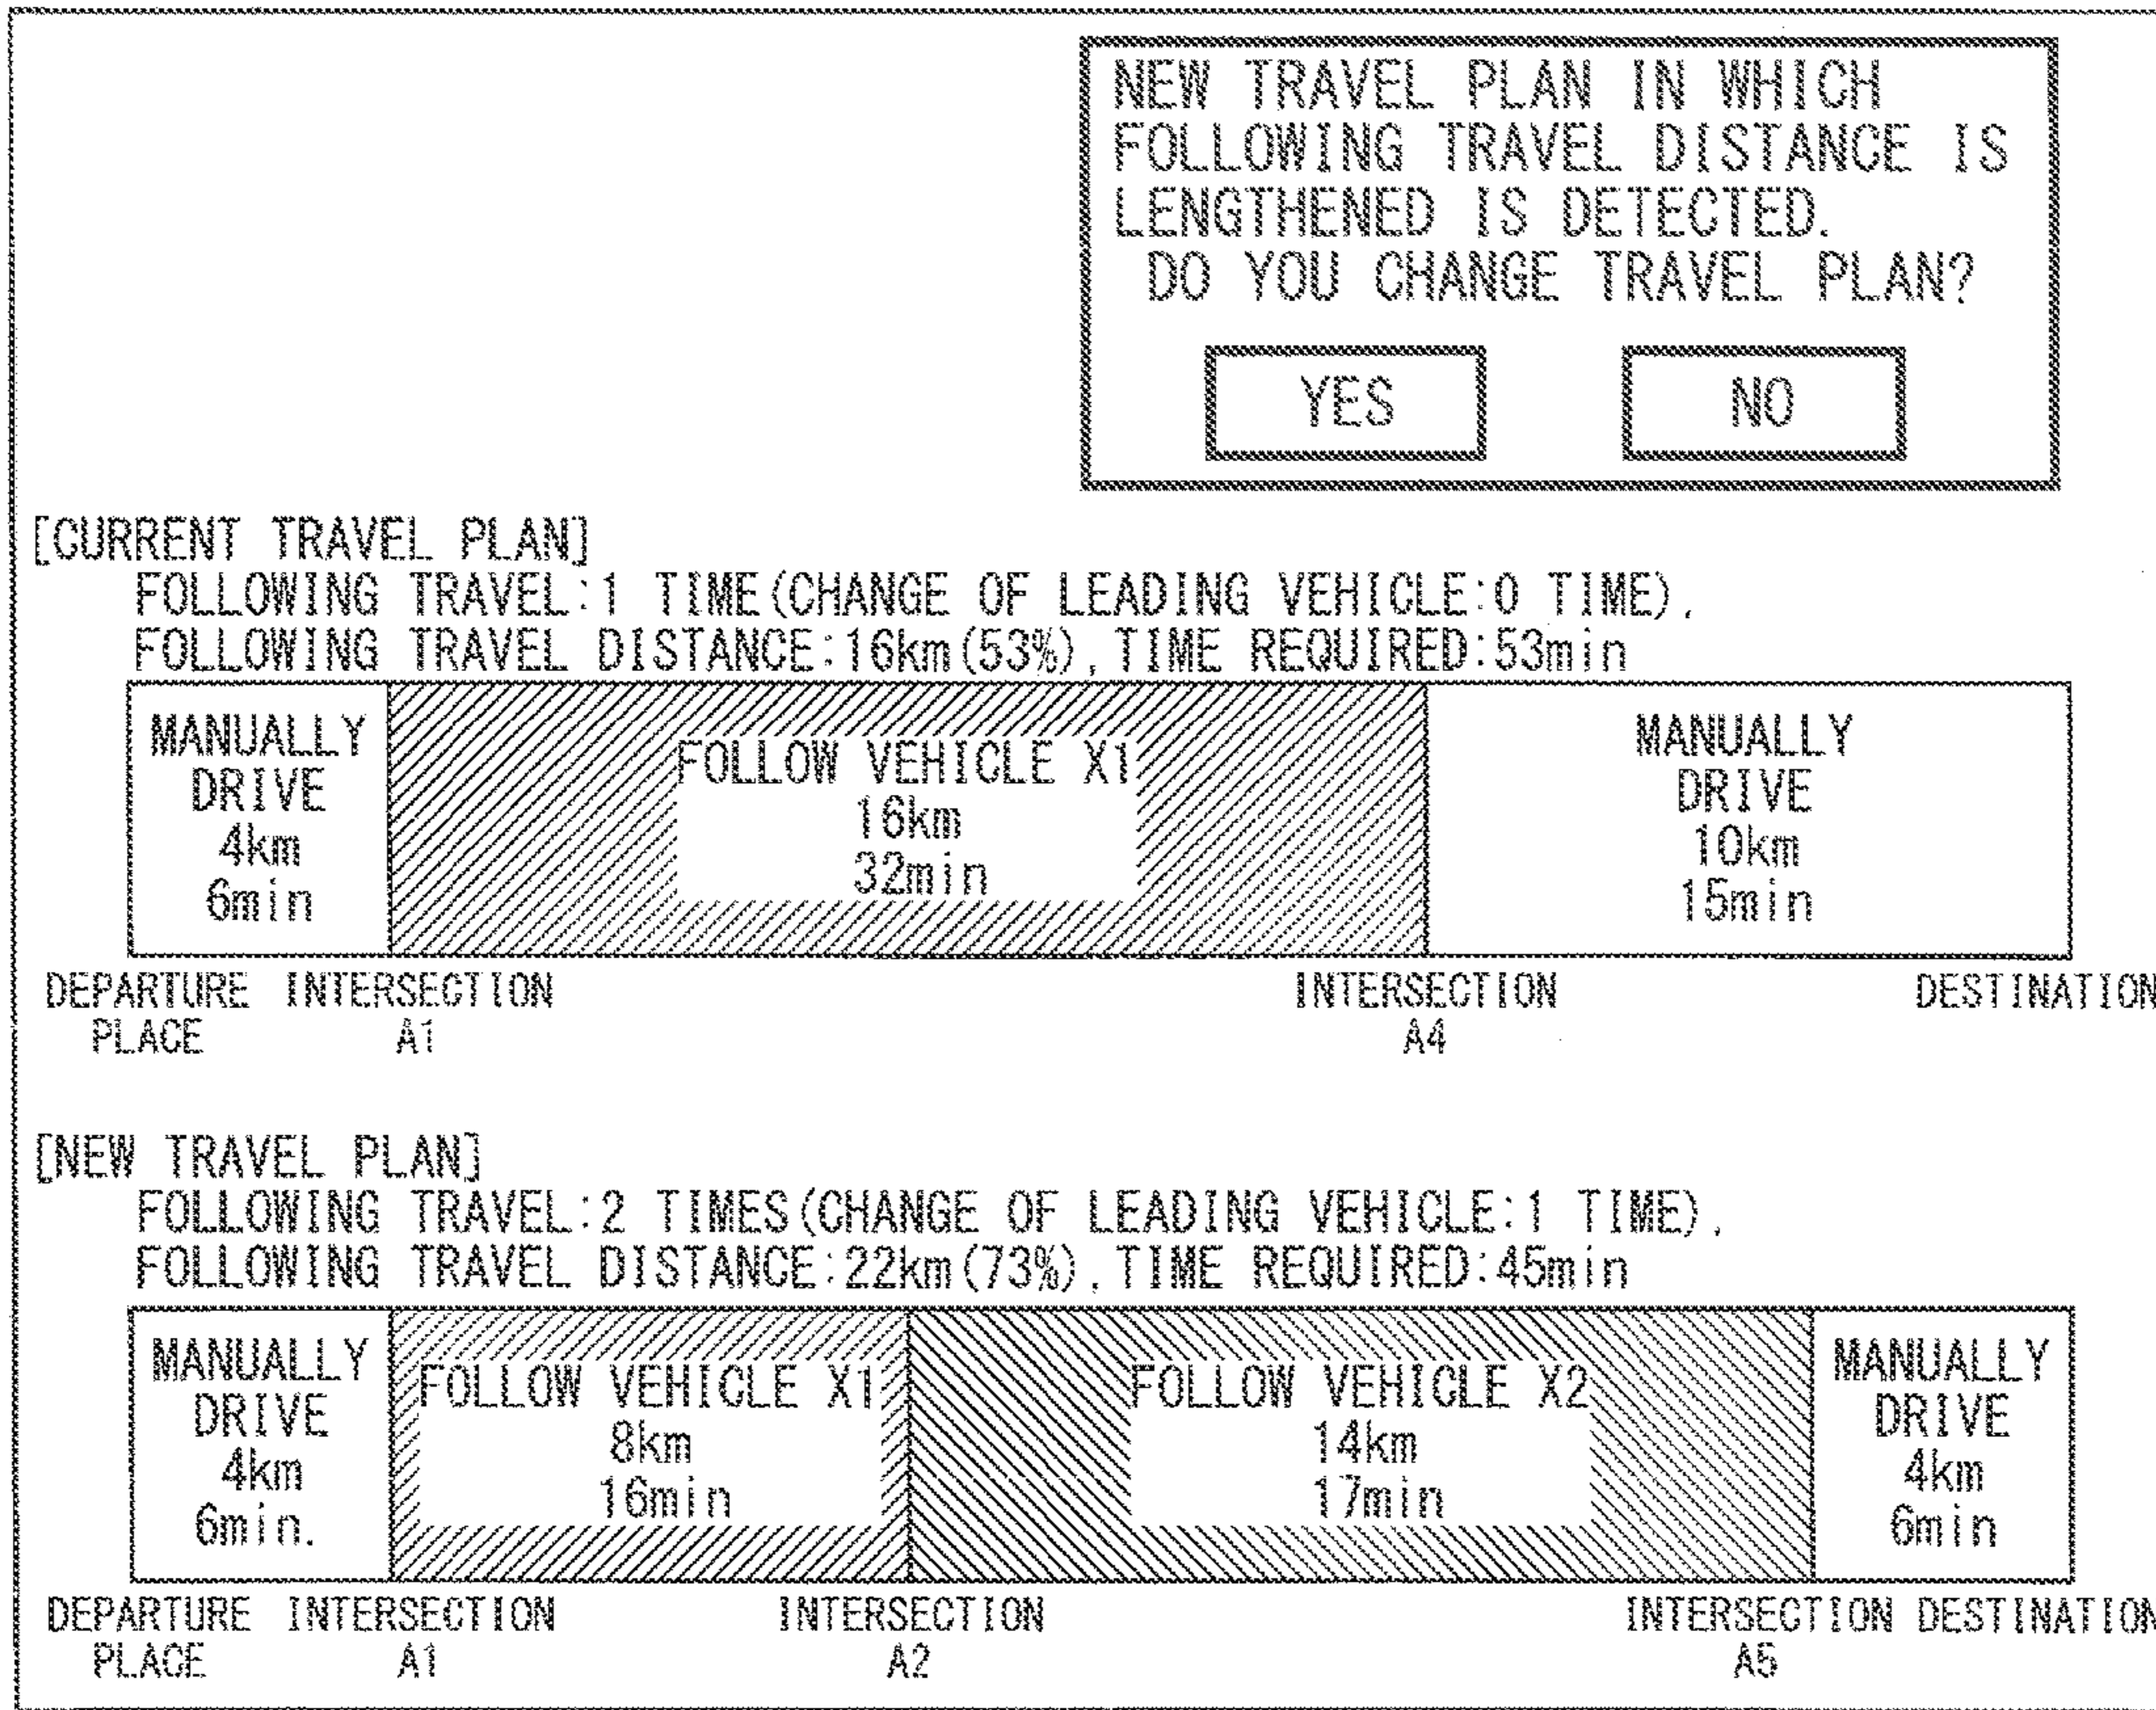 NEW TRAVEL PLAN IN WHICH
FOLLOWING TRAVEL DISTANCE IS
LENGTHENED IS DETECTED.
DO YOU CHANGE TRAVEL PLAN?
YES NO
[CURRENT TRAVEL PLAN]
FOLLOWING TRAVEL:1 TIME(CHANGE OF LEADING VEHICLE:0 TIME),
FOLLOWING TRAVEL DISTANCE:16km(53%),TIME REQUIRED:53min
MANUALLY
DRIVE
4km
6min
FOLLOW VEHICLE X1
16km
32min
MANUALLY
DRIVE
10km
15min
DEPARTURE
PLACE
INTERSECTION
A1
INTERSECTION
A4
DESTINATION
[NEW TRAVEL PLAN]
FOLLOWING TRAVEL:2 TIMES(CHANGE OF LEADING VEHICLE:1 TIME),
FOLLOWING TRAVEL DISTANCE:22km(73%),TIME REQUIRED:45min
MANUALLY
DRIVE
4km
6min.
FOLLOW VEHICLE X1
8km
16min
FOLLOW VEHICLE X2
14km
17min
MANUALLY
DRIVE
4km
6min
DEPARTURE
PLACE
INTERSECTION
A1
INTERSECTION
A2
INTERSECTION
A5
DESTINATION